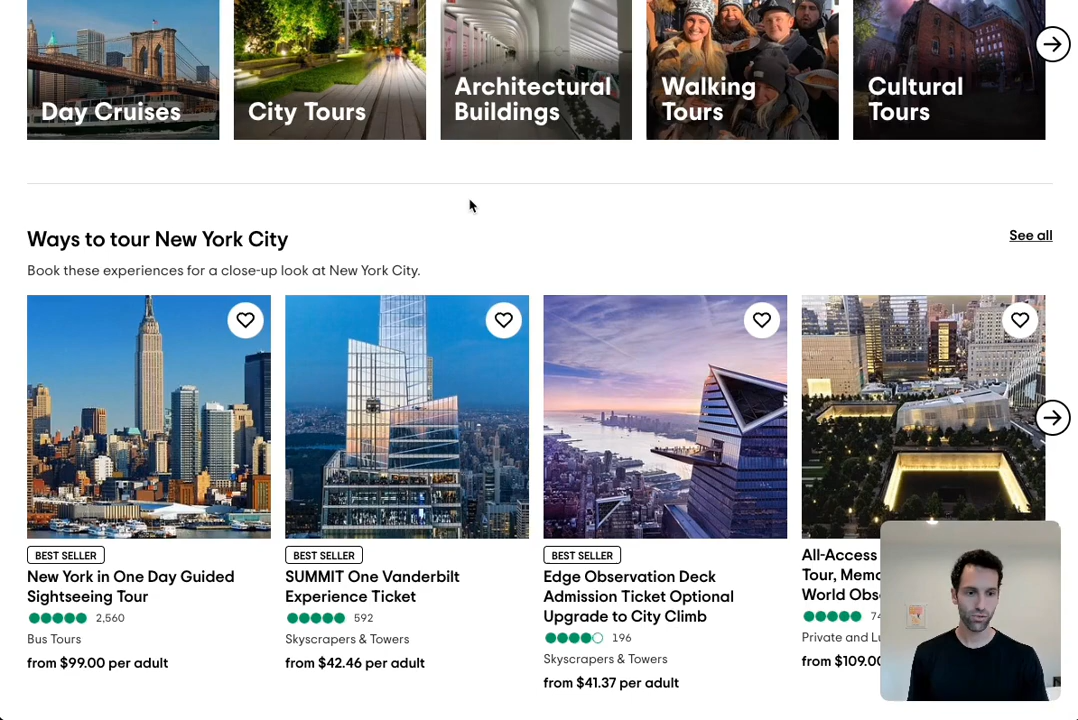 Day Cruises
City Tours
Architectural
Buildings
Walking
Tours
Cultural
Tours
Ways to tour New York City
See all
Book these experiences for a close-up look at New York City.
BEST SELLER
New York in One Day Guided
Sightseeing Tour
2,560
Bus Tours
from $99.00 per adult
BEST SELLER
SUMMIT One Vanderbilt
Experience Ticket
592
Skyscrapers & Towers
from $42.46 per adult
BEST SELLER
Edge Observation Deck
Admission Ticket Optional
Upgrade to City Climb
196
Skyscrapers & Towers
from $41.37 per adult
All-Access
Tour,
World
Private and
from $109.00